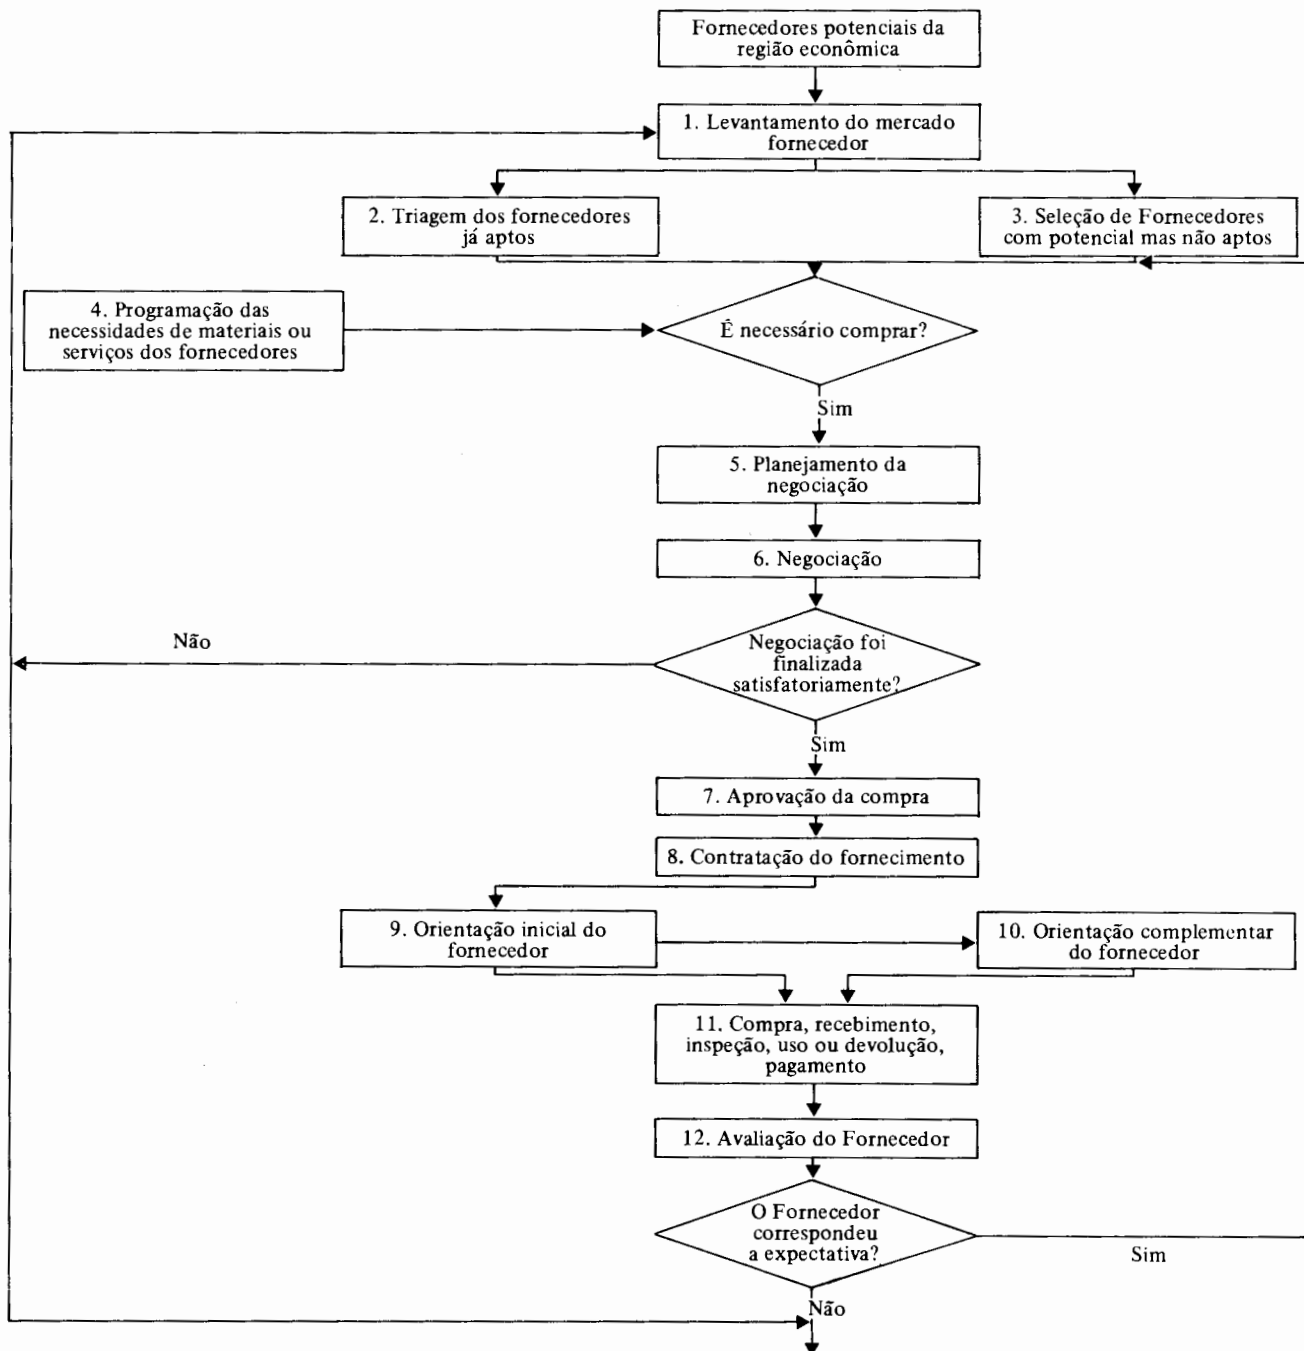 Fornecedores potenciais da
região econômica
1. Levantamento do mercado
fornecedor
2. Triagem dos fornecedores
já aptos
3. Seleção de Fornecedores
com potencial mas não aptos
4. Programação das
necessidades de materiais ou
serviços dos fornecedores
É necessário comprar?
Sim
5. Planejamento da
negociação
6. Negociação
Não
Negociação foi
finalizada
satisfatoriamente?
Sim
7. Aprovação da compra
8. Contratação do fornecimento
9. Orientação inicial do
fornecedor
10. Orientação complementar
do fornecedor
11. Compra, recebimento,
inspeção, uso ou devolução,
pagamento
12. Avaliação do Fornecedor
O Fornecedor
correspondeu
a expectativa?
Sim
Não